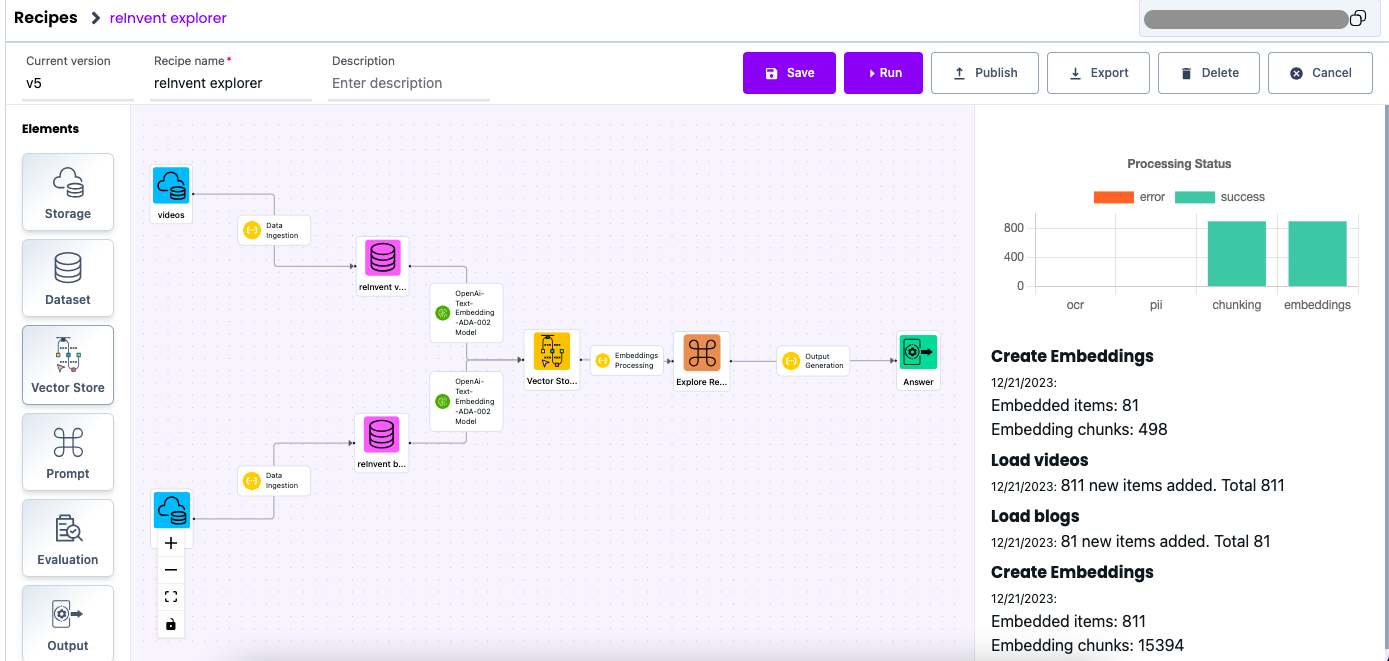 Recipes > reInvent explorer
Current version
v5
Recipe name*
reInvent explorer
Description
Enter description
Save
Run
Publish
Export
Delete
Cancel
Elements
Storage
Dataset
Vector Store
Prompt
Evaluation
Output
videos
Data
Ingestion
reInvent v...
OpenAi-
Text-
Embedding
-ADA-002
Model
Vector Sto...
Embeddings
Processing
Explore Re...
Output
Generation
Answer
OpenAi-
Text-
Embedding
-ADA-002
Model
reInvent b...
Data
Ingestion
Processing Status
error
success
800
400
0
ocr
pii
chunking
embeddings
Create Embeddings
12/21/2023:
Embedded items: 81
Embedding chunks: 498
Load videos
12/21/2023: 811 new items added. Total 811
Load blogs
12/21/2023: 81 new items added. Total 81
Create Embeddings
12/21/2023:
Embedded items: 811
Embedding chunks: 15394